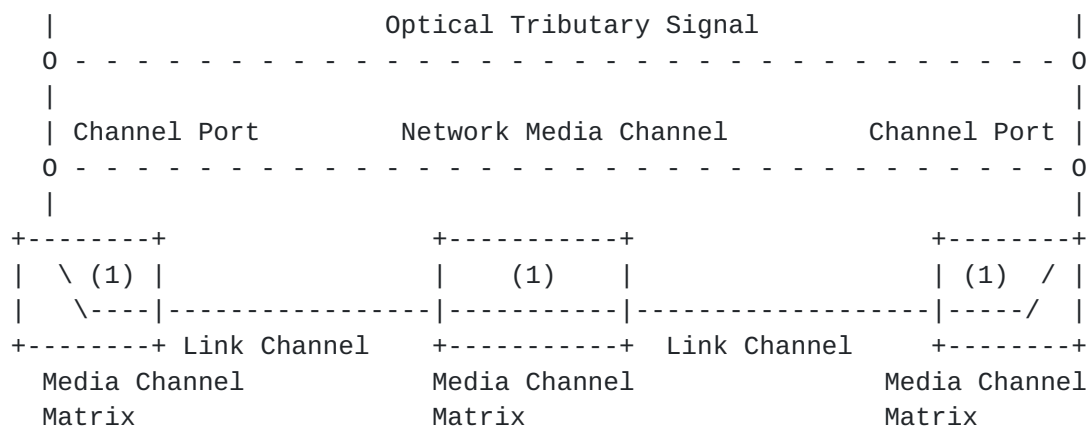 |                     Optical Tributary Signal                    |
O - - - - - - - - - - - - - - - - - - - - - - - - - - - - - - - - O
|                                                                 |
| Channel Port         Network Media Channel         Channel Port |
O - - - - - - - - - - - - - - - - - - - - - - - - - - - - - - - - O
|                                                                 |
+--------+                 +-----------+                   +--------+
|  \ (1) |                 |    (1)    |                   | (1)  / |
|   \----|-----------------|-----------|-------------------|-----/  |
+--------+ Link Channel    +-----------+  Link Channel     +--------+
Media Channel            Media Channel                Media Channel
Matrix                   Matrix                       Matrix